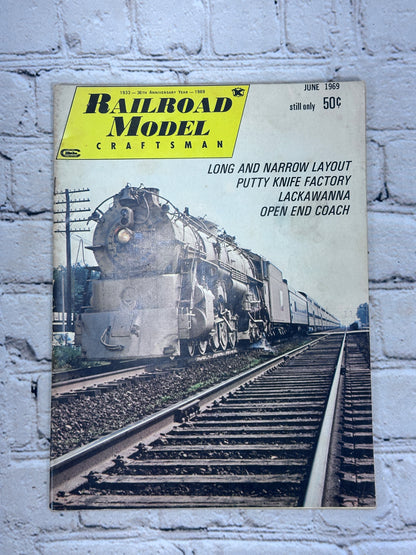 1933 - 36TH ANNIVERSARY YEAR - 1969
JUNE 1969
RAILROAD
MODEL
CRAFTSMAN
still only 50¢
LONG AND NARROW LAYOUT
PUTTY KNIFE FACTORY
LACKAWANNA
OPEN END COACH